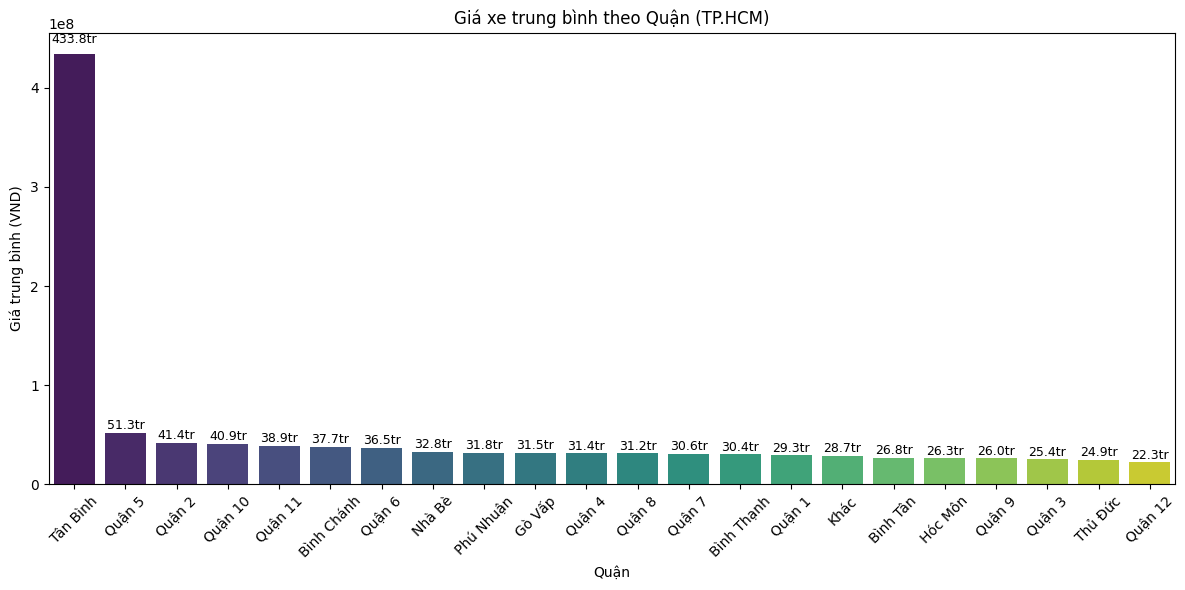 Giá xe trung bình theo Quận (TP.HCM)
1e8
433.8tr
51.3tr
41.4tr
40.9tr
38.9tr
37.7tr
36.5tr
32.8tr
31.8tr
31.5tr
31.4tr
31.2tr
30.6tr
30.4tr
29.3tr
28.7tr
26.8tr
26.3tr
26.0tr
25.4tr
24.9tr
22.3tr
4
3
2
1
0
Giá trung bình (VND)
Tân Bình
Quận 5
Quận 2
Quận 10
Quận 11
Bình Chánh
Quận 6
Nhà Bè
Phú Nhuận
Gò Vấp
Quận 4
Quận 8
Quận 7
Bình Thạnh
Quận 1
Khác
Bình Tân
Hóc Môn
Quận 9
Quận 3
Thủ Đức
Quận 12
Quận